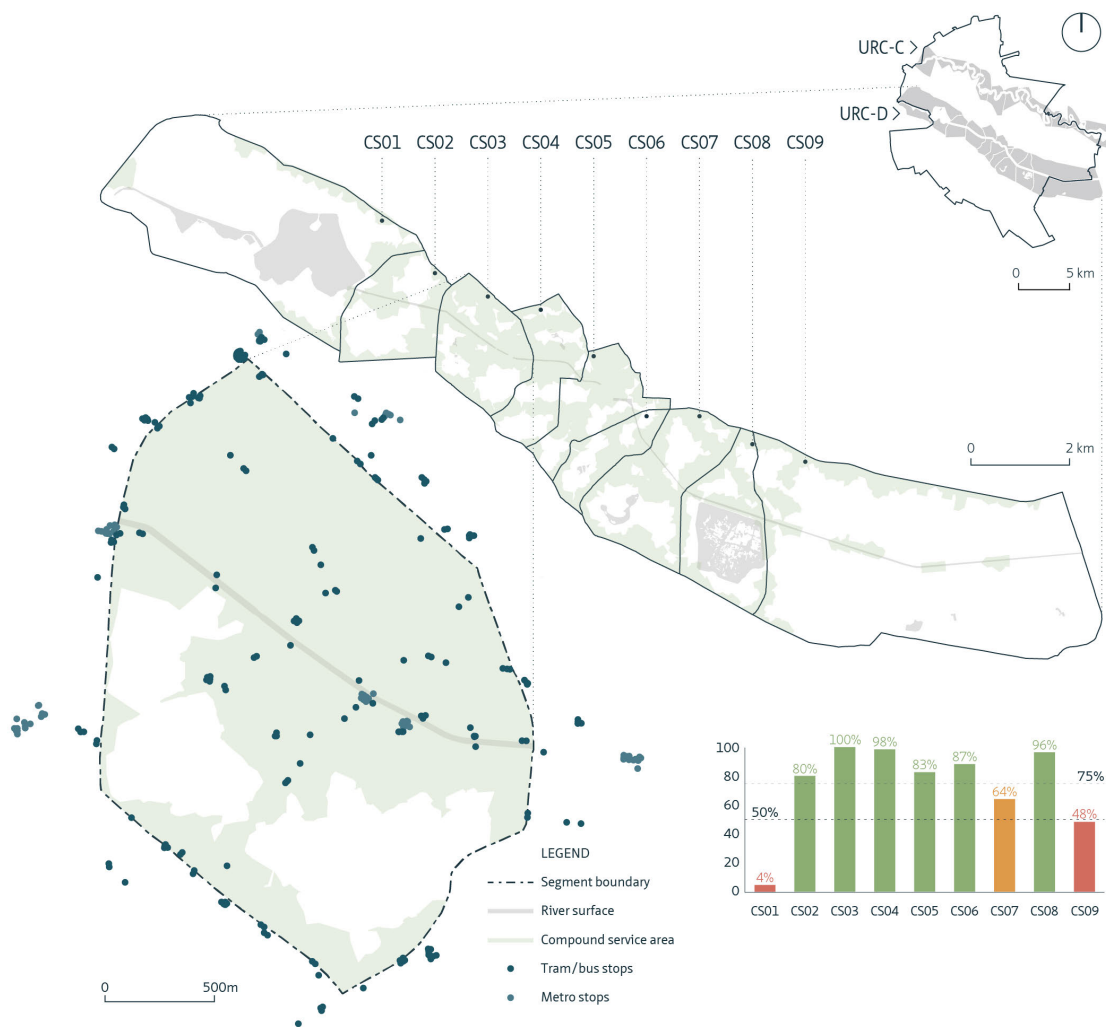 URC-C
URC-D
0 5 km
CS01 CS02 CS03 CS04 CS05 CS06 CS07 CS08 CS09
0 2 km
LEGEND
Segment boundary
River surface
Compound service area
Tram/bus stops
Metro stops
0 500m
100
80
60
40
20
0
50%
75%
4%
80%
100%
98%
83%
87%
64%
96%
48%
CS01 CS02 CS03 CS04 CS05 CS06 CS07 CS08 CS09